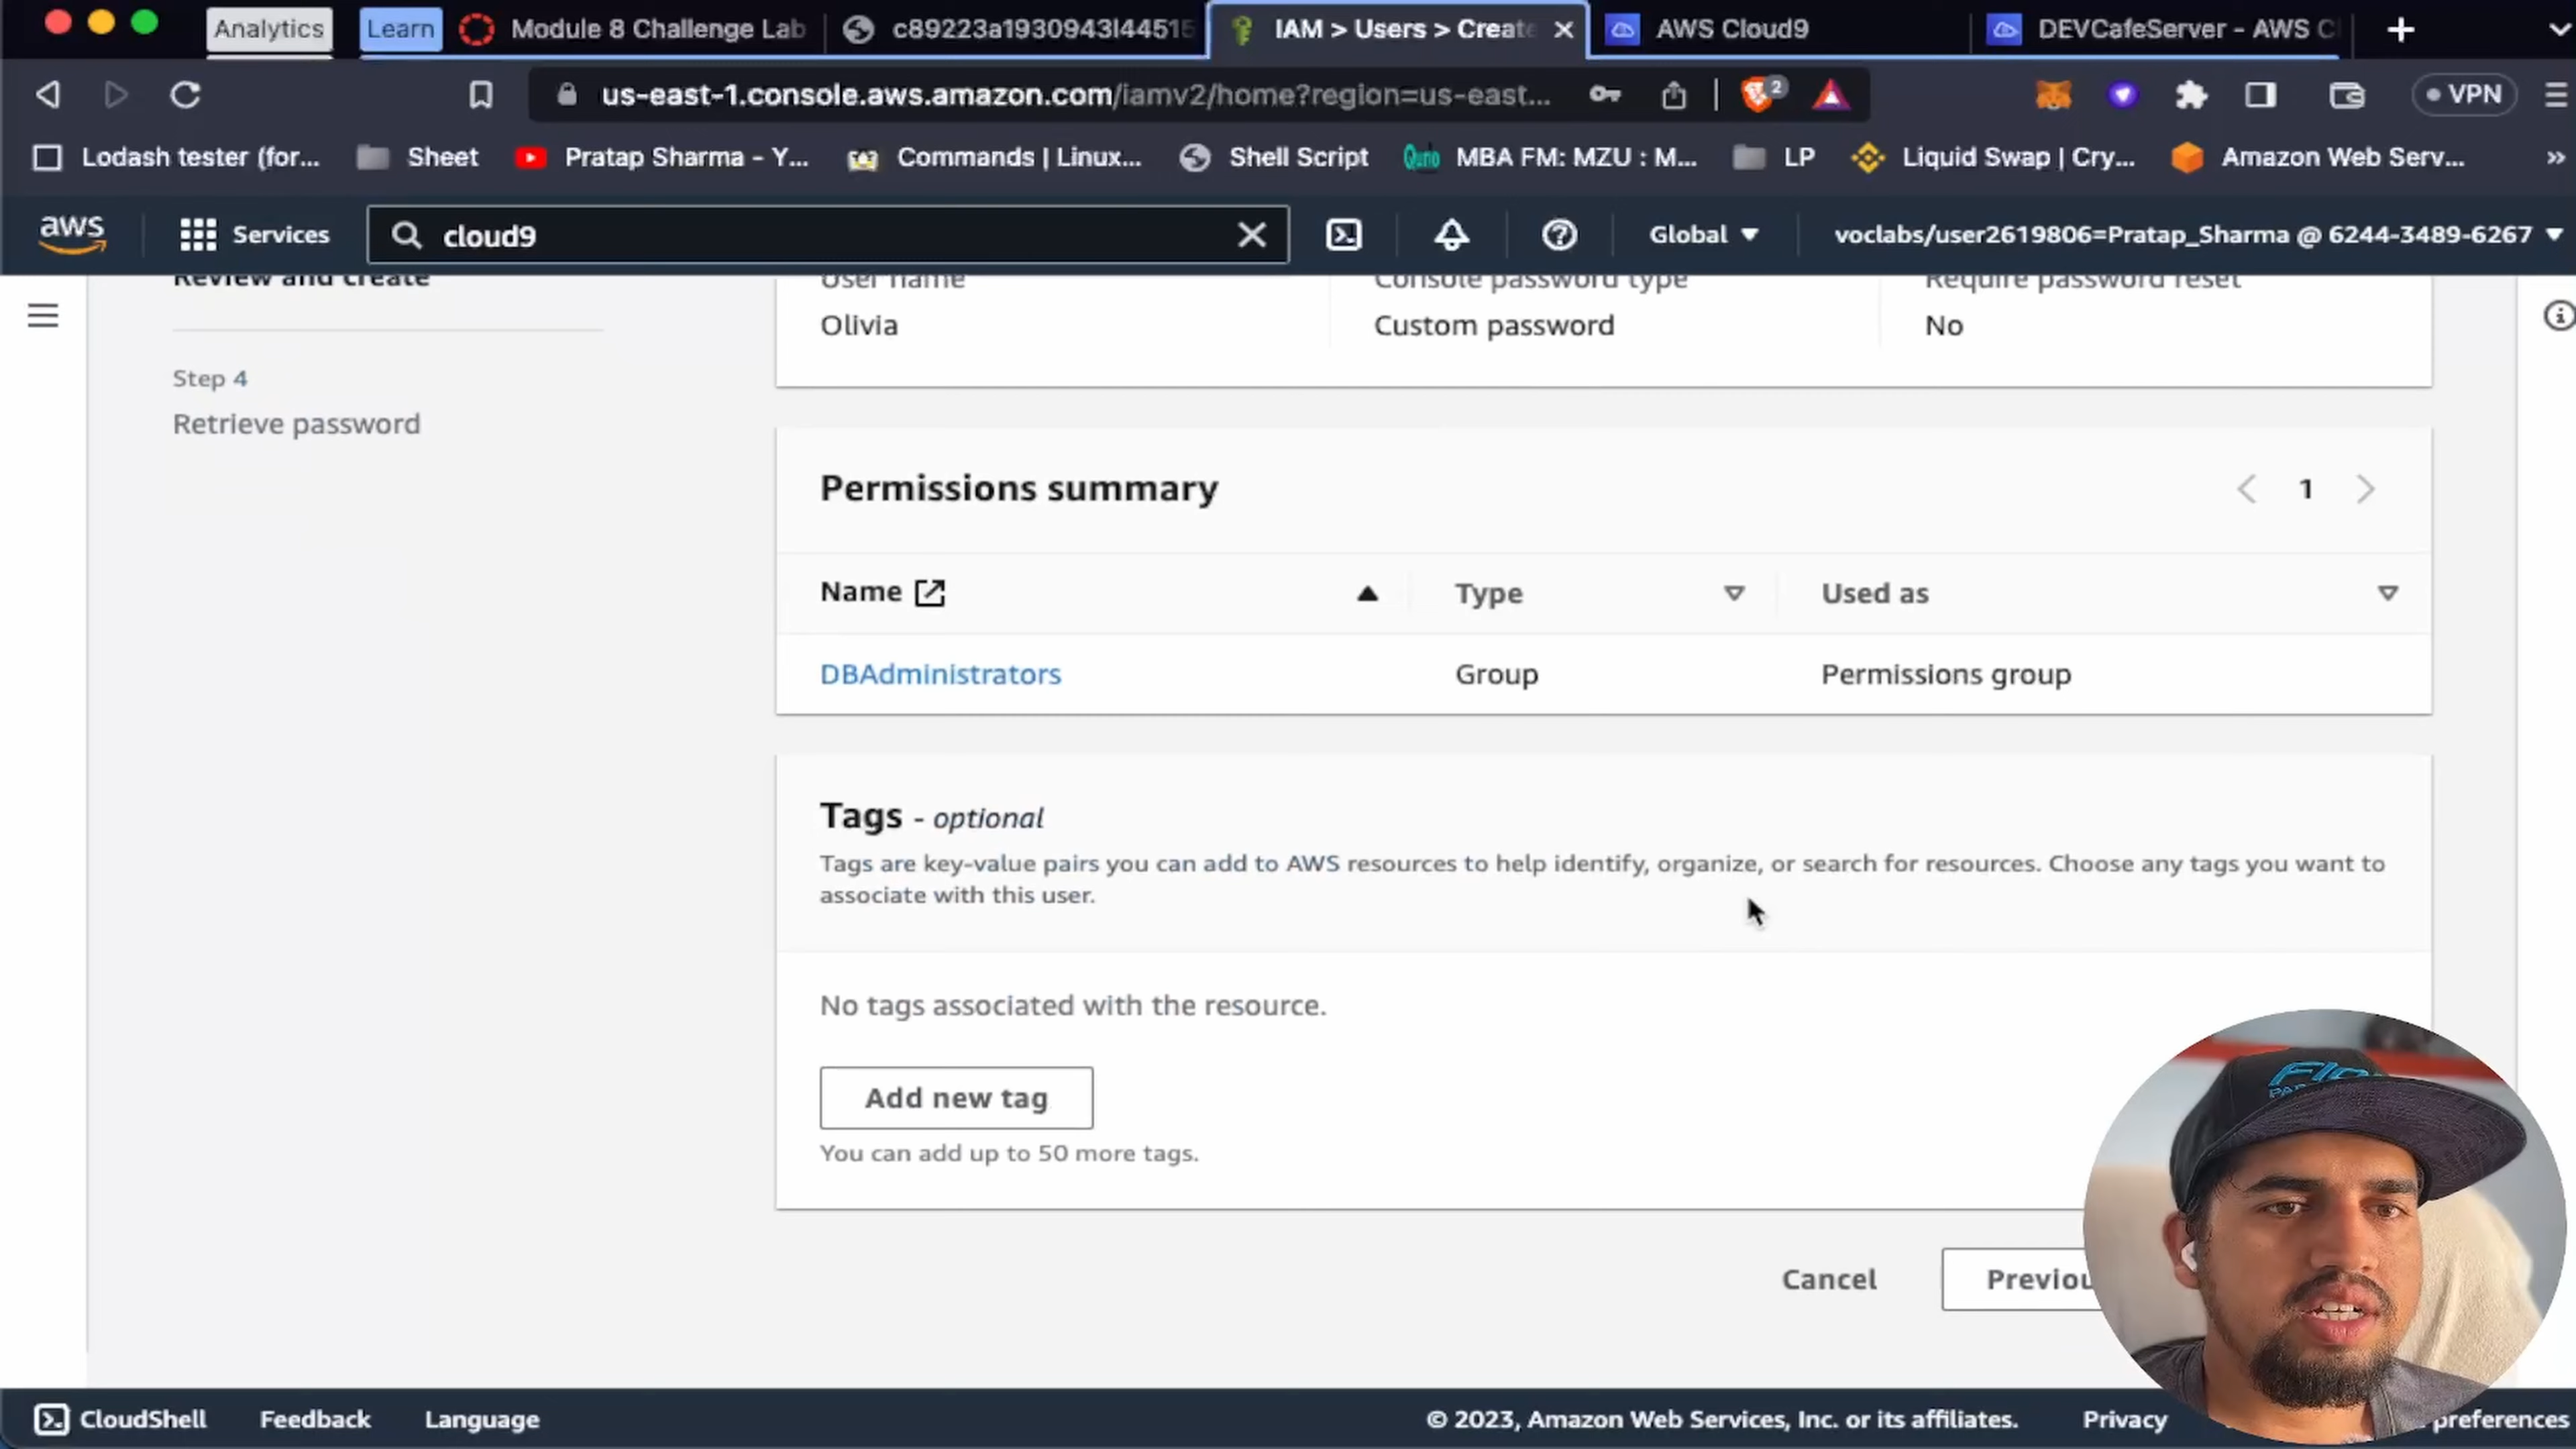 Analytics
Learn
Module 8 Challenge Lab
c89223a1930943l44515
IAM > Users > Create
AWS Cloud9
DEVCafeServer - AWS Cl
us-east-1.console.aws.amazon.com/iamv2/home?region=us-east...
2
VPN
Lodash tester (for...
Sheet
Pratap Sharma - Y...
Commands | Linux...
Shell Script
Qurio
MBA FM: MZU : M...
LP
Liquid Swap | Cry...
Amazon Web Serv...
»
aws
Services
cloud9
Global
voclabs/user2619806=Pratap_Sharma @ 6244-3489-6267
Review and create
Step 4
Retrieve password
User name
Console password type
Require password reset
Olivia
Custom password
No
Permissions summary
1
Name
Type
Used as
DBAdministrators
Group
Permissions group
Tags - optional
Tags are key-value pairs you can add to AWS resources to help identify, organize, or search for resources. Choose any tags you want to
associate with this user.
No tags associated with the resource.
Add new tag
You can add up to 50 more tags.
Cancel
Previou
CloudShell
Feedback
Language
© 2023, Amazon Web Services, Inc. or its affiliates.
Privacy
preferences